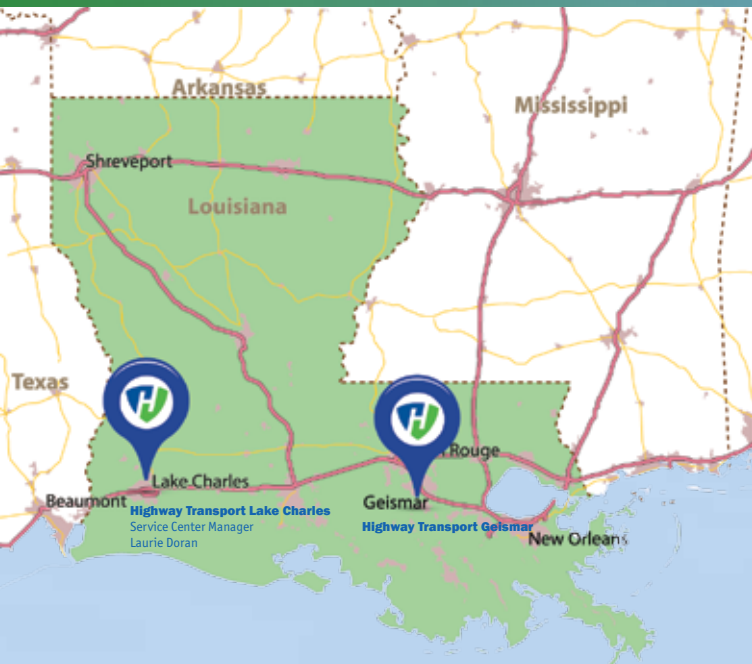 Arkansas
Mississippi
Shreveport
Louisiana
Texas
Rouge
Lake Charles
Beaumont
Geismar
Highway Transport Lake Charles
Service Center Manager
Laurie Doran
Highway Transport Geismar
New Orleans